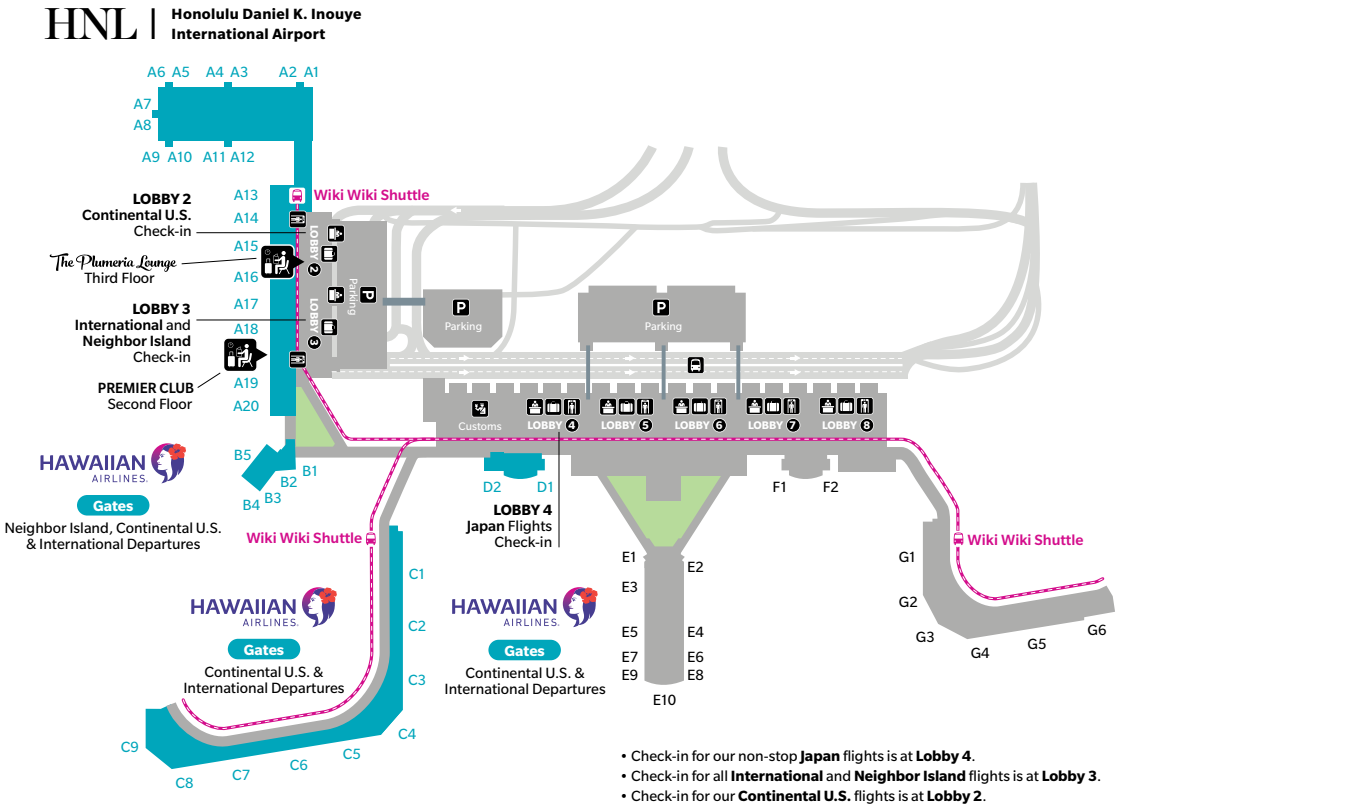 HNL
Honolulu Daniel K. Inouye
International Airport
A6 A5 A4 A3 A2 A1
A7
A8
A9 A10 A11 A12
A13
A14
A15
A16
A17
A18
A19
A20
Wiki Wiki Shuttle
LOBBY 2
Continental U.S.
Check-in
The Plumeria Lounge
Third Floor
LOBBY 3
International and
Neighbor Island
Check-in
PREMIER CLUB
Second Floor
LOBBY 2
LOBBY 3
P
Parking
P
Parking
P
Parking
Customs
LOBBY 4
LOBBY 5
LOBBY 6
LOBBY 7
LOBBY 8
B5
B4
B3
B2
B1
HAWAIIAN
AIRLINES.
Gates
Neighbor Island, Continental U.S.
& International Departures
D2 D1
LOBBY 4
Japan Flights
Check-in
F1 F2
Wiki Wiki Shuttle
C1
C2
C3
C4
C5
C6
C7
C8
C9
HAWAIIAN
AIRLINES.
Gates
Continental U.S. &
International Departures
HAWAIIAN
AIRLINES.
Gates
Continental U.S. &
International Departures
E1 E2
E3
E5 E4
E7 E6
E9 E8
E10
Wiki Wiki Shuttle
G1
G2
G3
G4
G5
G6
• Check-in for our non-stop Japan flights is at Lobby 4.
• Check-in for all International and Neighbor Island flights is at Lobby 3.
• Check-in for our Continental U.S. flights is at Lobby 2.